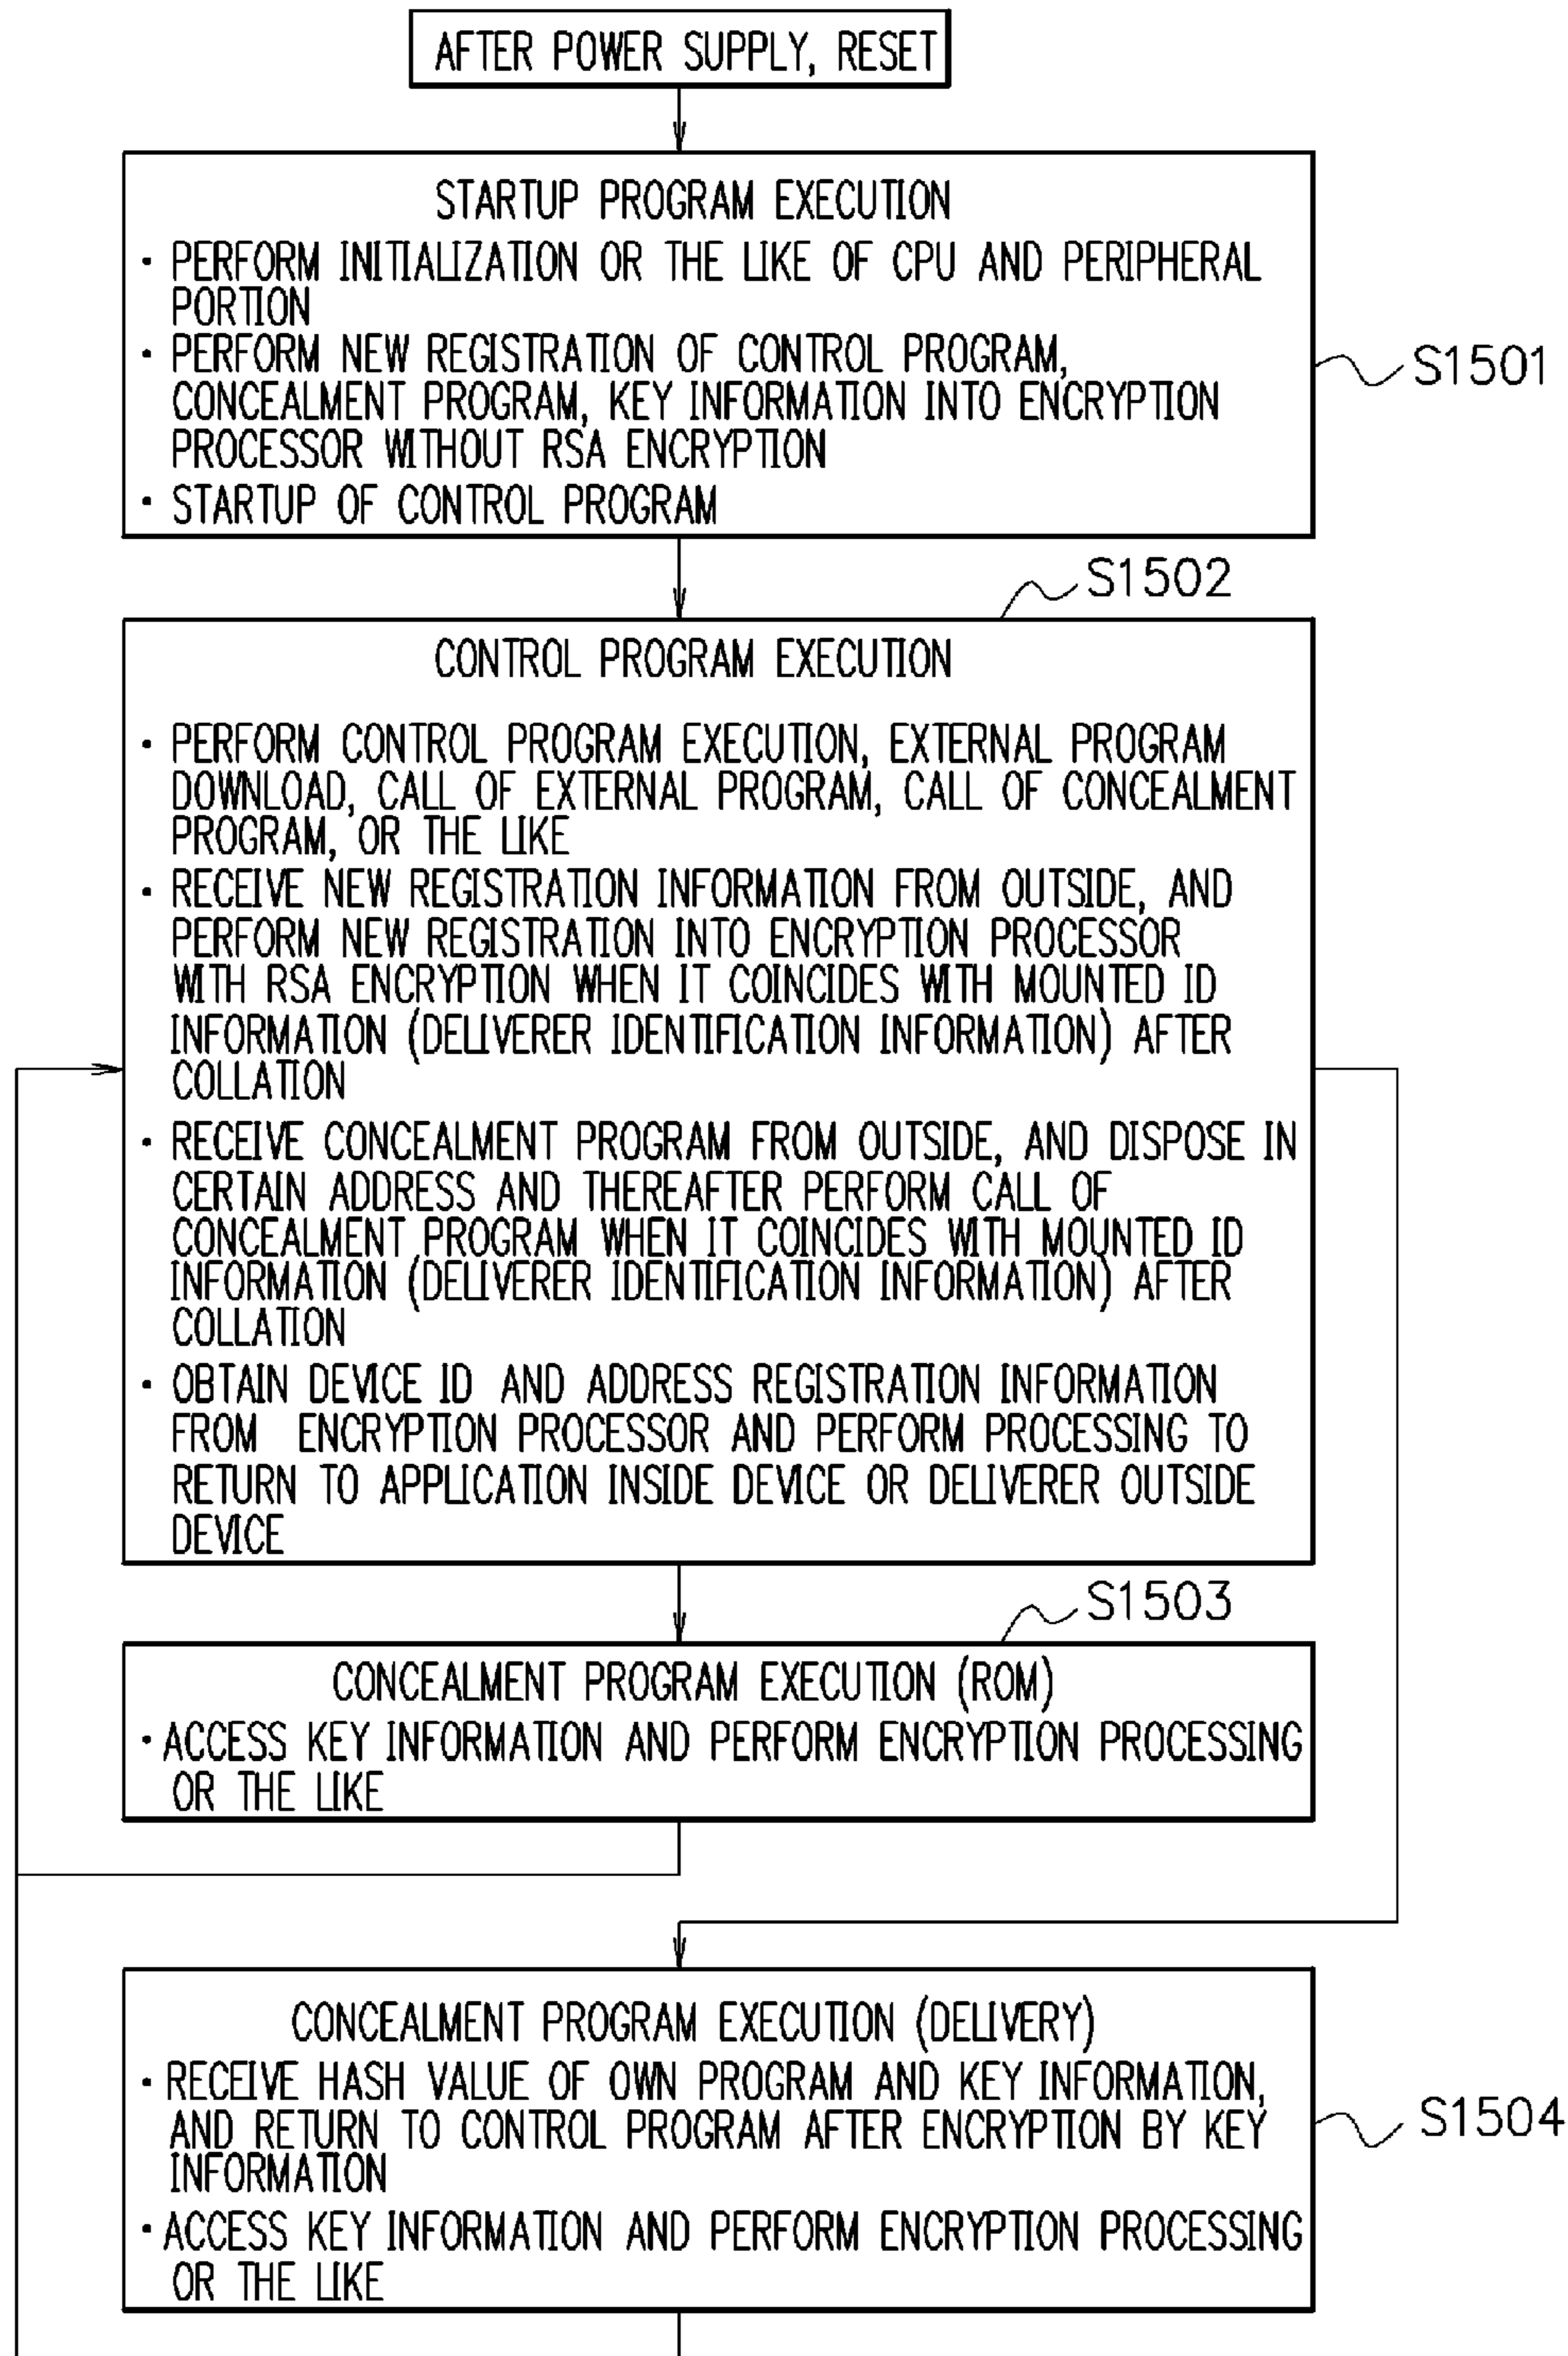 AFTER POWER SUPPLY, RESET
STARTUP PROGRAM EXECUTION
· PERFORM INITIALIZATION OR THE LIKE OF CPU AND PERIPHERAL
PORTION
· PERFORM NEW REGISTRATION OF CONTROL PROGRAM,
CONCEALMENT PROGRAM, KEY INFORMATION INTO ENCRYPTION
PROCESSOR WITHOUT RSA ENCRYPTION
· STARTUP OF CONTROL PROGRAM
S1501
S1502
CONTROL PROGRAM EXECUTION
· PERFORM CONTROL PROGRAM EXECUTION, EXTERNAL PROGRAM
DOWNLOAD, CALL OF EXTERNAL PROGRAM, CALL OF CONCEALMENT
PROGRAM, OR THE LIKE
· RECEIVE NEW REGISTRATION INFORMATION FROM OUTSIDE, AND
PERFORM NEW REGISTRATION INTO ENCRYPTION PROCESSOR
WITH RSA ENCRYPTION WHEN IT COINCIDES WITH MOUNTED ID
INFORMATION (DELIVERER IDENTIFICATION INFORMATION) AFTER
COLLATION
· RECEIVE CONCEALMENT PROGRAM FROM OUTSIDE, AND DISPOSE IN
CERTAIN ADDRESS AND THEREAFTER PERFORM CALL OF
CONCEALMENT PROGRAM WHEN IT COINCIDES WITH MOUNTED ID
INFORMATION (DELIVERER IDENTIFICATION INFORMATION) AFTER
COLLATION
· OBTAIN DEVICE ID AND ADDRESS REGISTRATION INFORMATION
FROM ENCRYPTION PROCESSOR AND PERFORM PROCESSING TO
RETURN TO APPLICATION INSIDE DEVICE OR DELIVERER OUTSIDE
DEVICE
S1503
CONCEALMENT PROGRAM EXECUTION (ROM)
· ACCESS KEY INFORMATION AND PERFORM ENCRYPTION PROCESSING
OR THE LIKE
CONCEALMENT PROGRAM EXECUTION (DELIVERY)
· RECEIVE HASH VALUE OF OWN PROGRAM AND KEY INFORMATION,
AND RETURN TO CONTROL PROGRAM AFTER ENCRYPTION BY KEY
INFORMATION
· ACCESS KEY INFORMATION AND PERFORM ENCRYPTION PROCESSING
OR THE LIKE
S1504